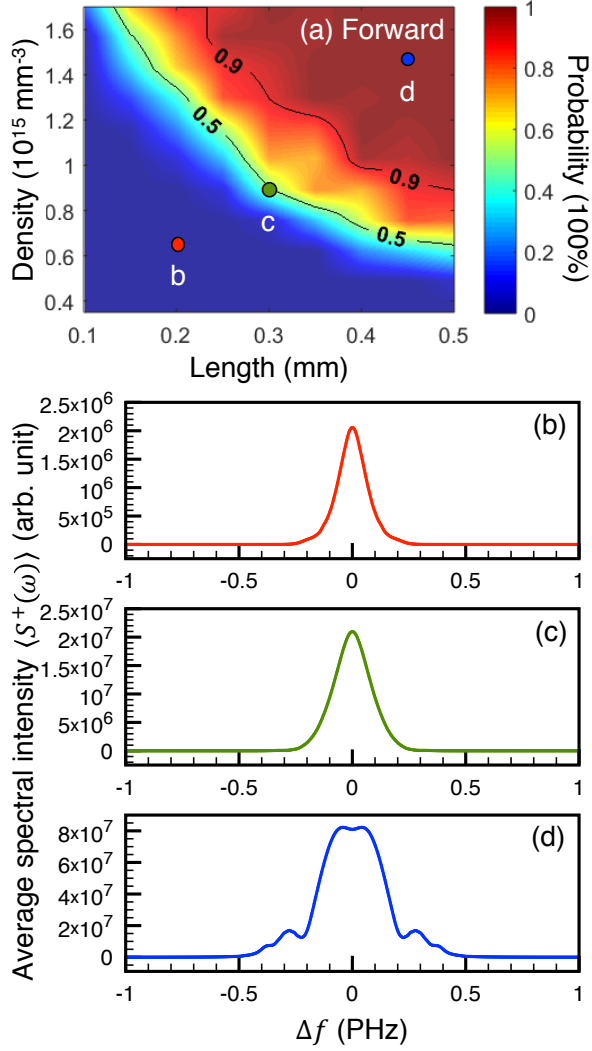 (a) Forward
1.6
1.4
1.2
1
0.8
0.6
0.4
Density (10¹⁵ mm⁻³)
0.9
0.5
0.9
0.5
b
c
d
0.1 0.2 0.3 0.4 0.5
Length (mm)
1
0.8
0.6
0.4
0.2
0
Probability (100%)
Average spectral intensity ⟨S⁺(ω)⟩ (arb. unit)
(b)
2.5x10⁶
2x10⁶
1.5x10⁶
1x10⁶
5x10⁵
0
-1 -0.5 0 0.5 1
(c)
2.5x10⁷
2x10⁷
1.5x10⁷
1x10⁷
5x10⁶
0
-1 -0.5 0 0.5 1
(d)
8x10⁷
6x10⁷
4x10⁷
2x10⁷
0
-1 -0.5 0 0.5 1
Δf (PHz)